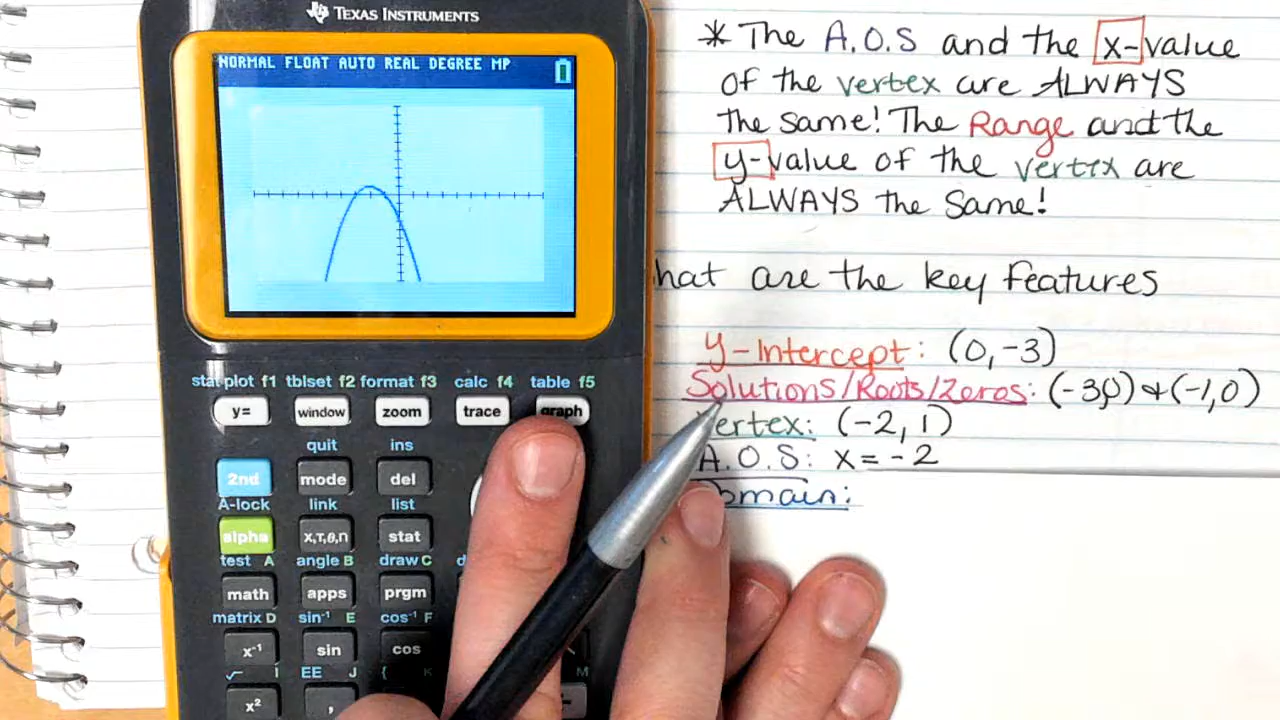 TEXAS INSTRUMENTS
NORMAL FLOAT AUTO REAL DEGREE MP
stat plot f1 tblset f2 format f3 calc f4 table f5
y= window zoom trace graph
quit ins
2nd mode del
A-lock link list
alpha x,T,θ,n stat
test A angle B draw C
math apps prgm
matrix D sin⁻¹ E cos⁻¹ F
x⁻¹ sin cos
√ I EE J { K M
x² ,
* The A.O.S and the x-value
of the vertex are ALWAYS
the same! The Range and the
y-value of the vertex are
ALWAYS the same!
hat are the key features
y-Intercept: (0, -3)
Solutions/Roots/Zeros: (-3,0) & (-1,0)
ertex: (-2, 1)
A.O.S: x = -2
omain: